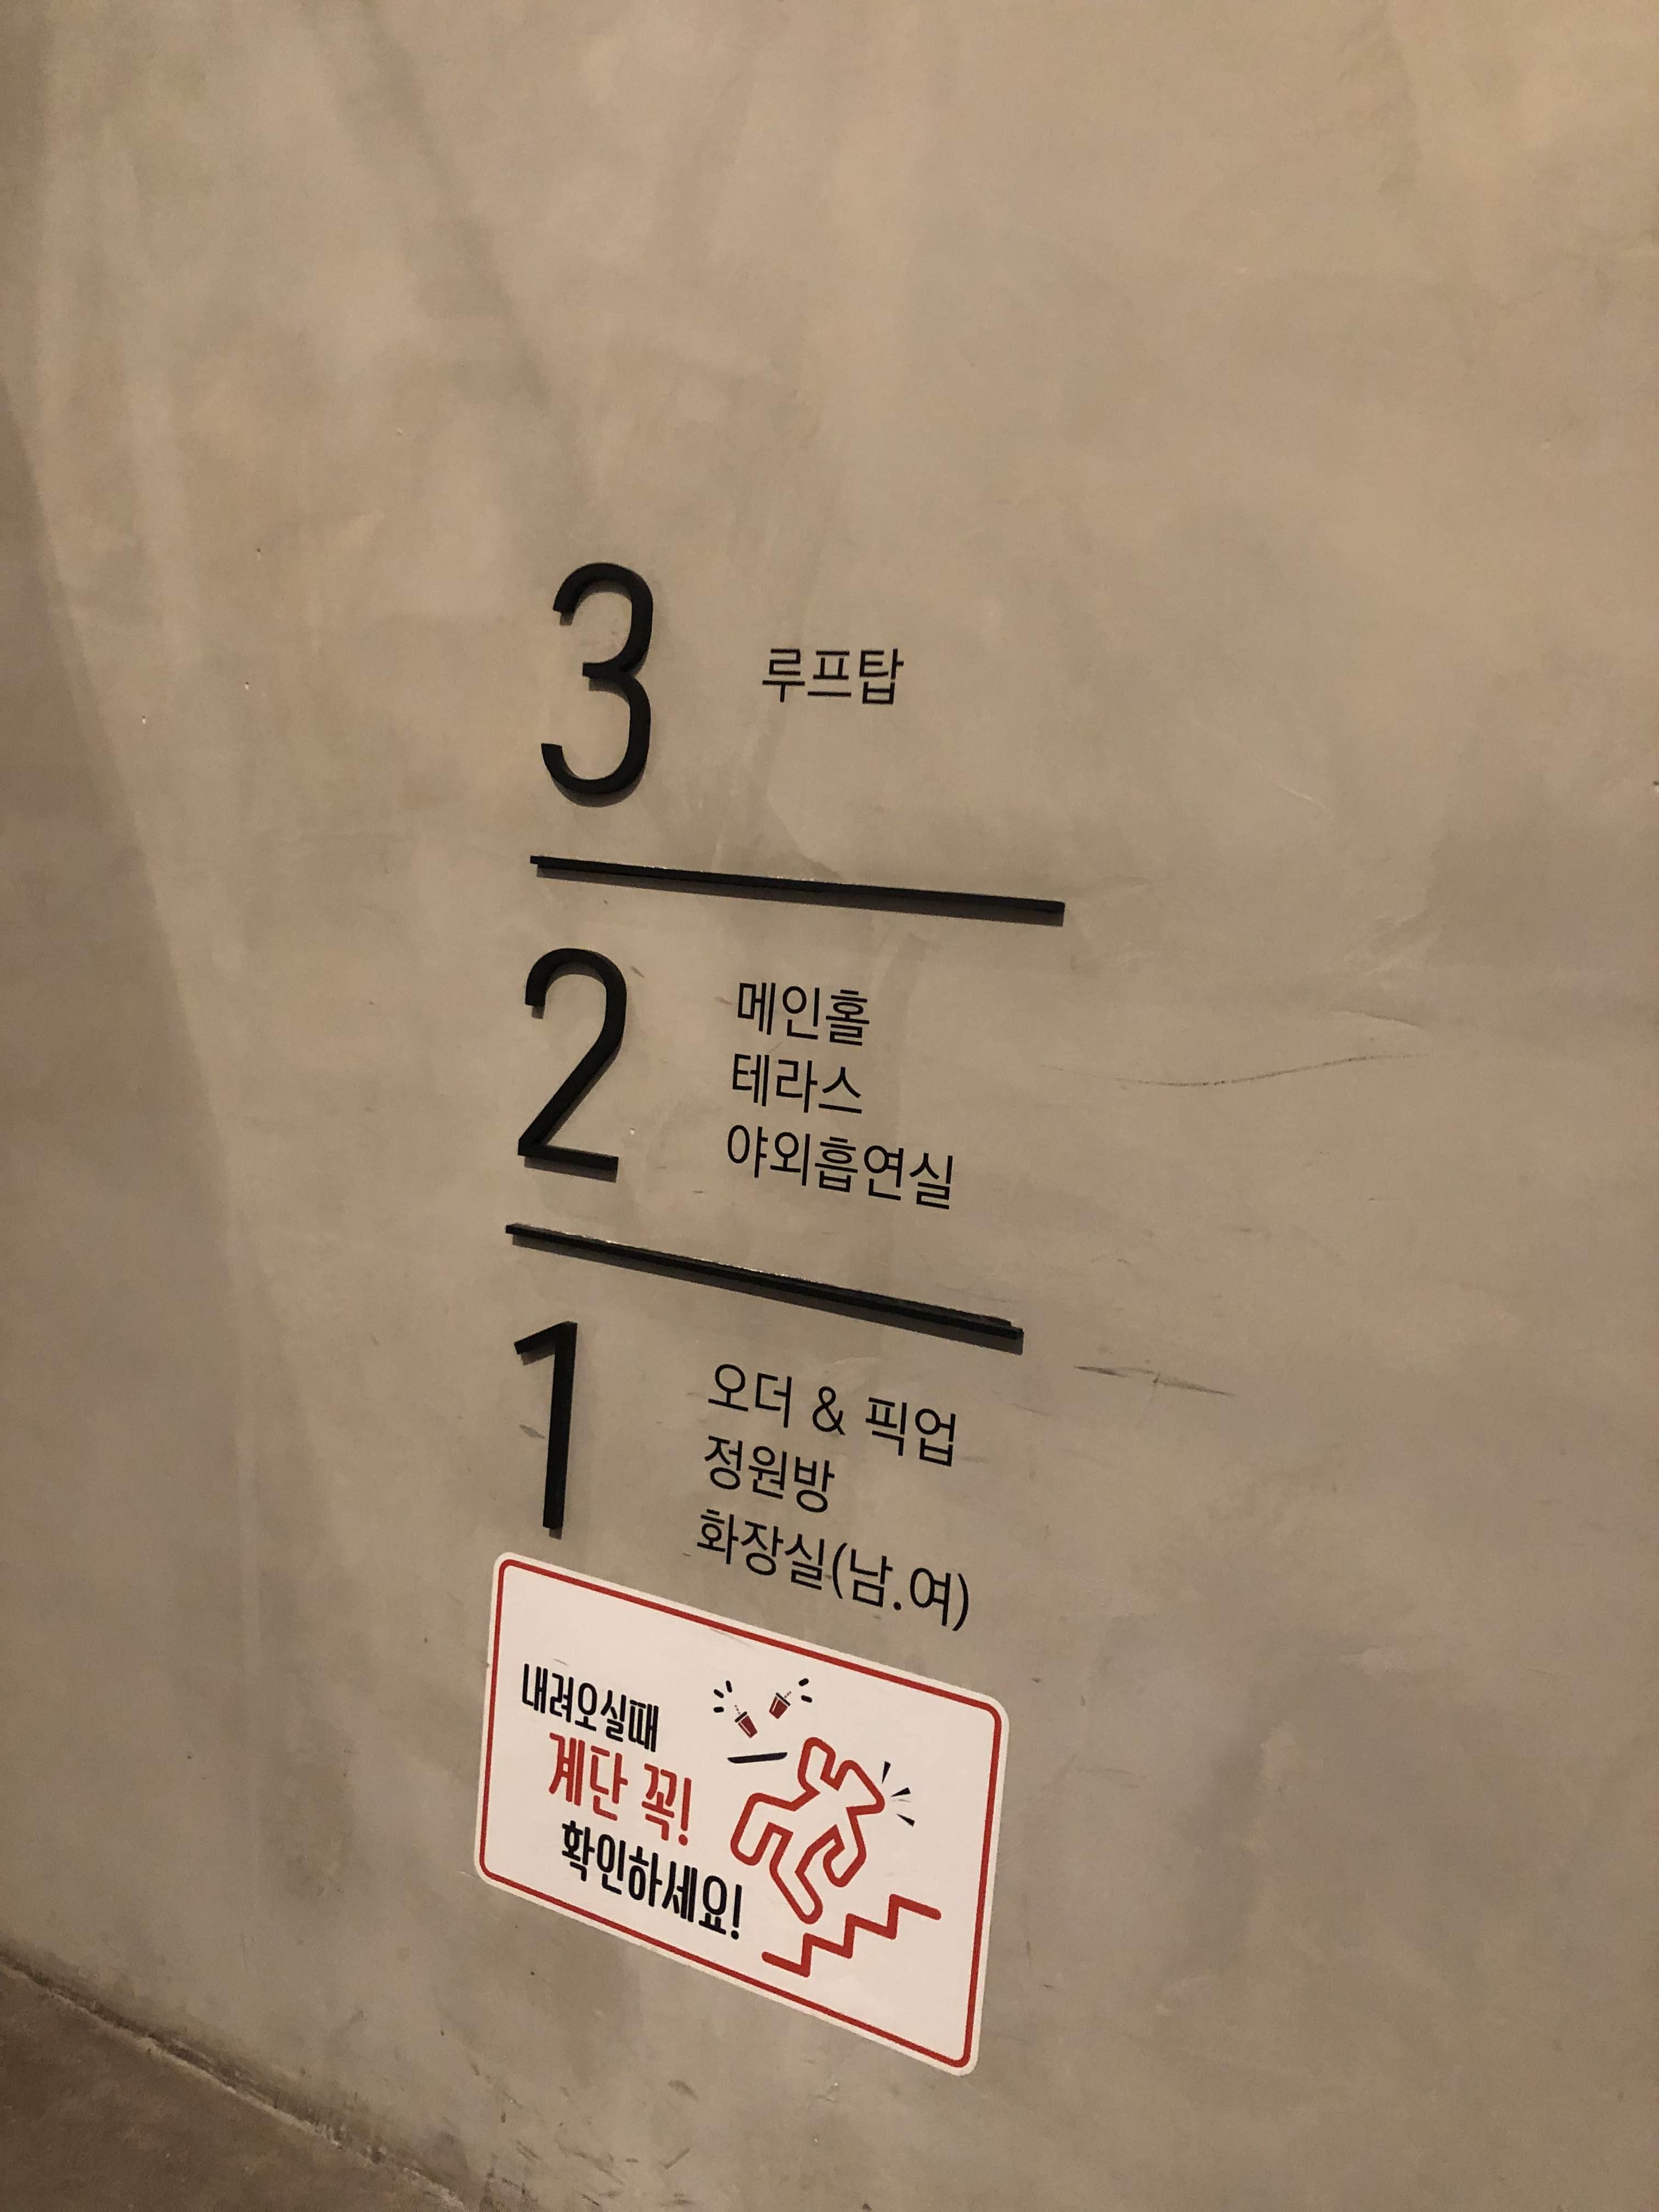 3
루프탑
2
메인홀
테라스
야외흡연실
1
오더 & 픽업
정원방
화장실(남.여)
내려오실때
계단 꼭!
확인하세요!